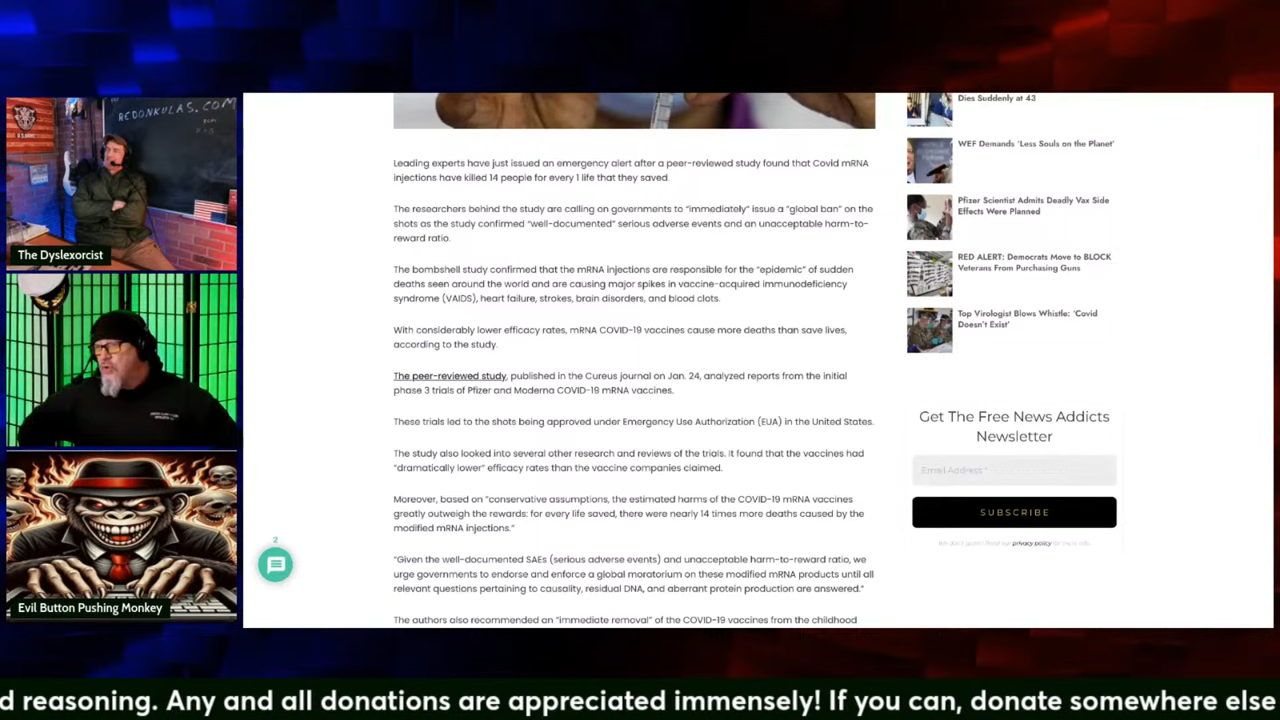 RCDONKULAS.COM
The Dyslexorcist
Evil Button Pushing Monkey
Leading experts have just issued an emergency alert after a peer-reviewed study found that Covid mRNA
injections have killed 14 people for every 1 life that they saved.
The researchers behind the study are calling on governments to “immediately” issue a “global ban” on the
shots as the study confirmed “well-documented” serious adverse events and an unacceptable harm-to-
reward ratio.
The bombshell study confirmed that the mRNA injections are responsible for the “epidemic” of sudden
deaths seen around the world and are causing major spikes in vaccine-acquired immunodeficiency
syndrome (VAIDS), heart failure, strokes, brain disorders, and blood clots.
With considerably lower efficacy rates, mRNA COVID-19 vaccines cause more deaths than save lives,
according to the study.
The peer-reviewed study, published in the Cureus journal on Jan. 24, analyzed reports from the initial
phase 3 trials of Pfizer and Moderna COVID-19 mRNA vaccines.
These trials led to the shots being approved under Emergency Use Authorization (EUA) in the United States.
The study also looked into several other research and reviews of the trials. It found that the vaccines had
“dramatically lower” efficacy rates than the vaccine companies claimed.
Moreover, based on “conservative assumptions, the estimated harms of the COVID-19 mRNA vaccines
greatly outweigh the rewards: for every life saved, there were nearly 14 times more deaths caused by the
modified mRNA injections.”
“Given the well-documented SAEs (serious adverse events) and unacceptable harm-to-reward ratio, we
urge governments to endorse and enforce a global moratorium on these modified mRNA products until all
relevant questions pertaining to causality, residual DNA, and aberrant protein production are answered.”
The authors also recommended an “immediate removal” of the COVID-19 vaccines from the childhood
2
Dies Suddenly at 43
WEF Demands ‘Less Souls on the Planet’
Pfizer Scientist Admits Deadly Vax Side
Effects Were Planned
RED ALERT: Democrats Move to BLOCK
Veterans From Purchasing Guns
Top Virologist Blows Whistle: ‘Covid
Doesn’t Exist’
Get The Free News Addicts
Newsletter
Email Address *
SUBSCRIBE
We don’t spam! Read our privacy policy for more info.
d reasoning. Any and all donations are appreciated immensely! If you can, donate somewhere else